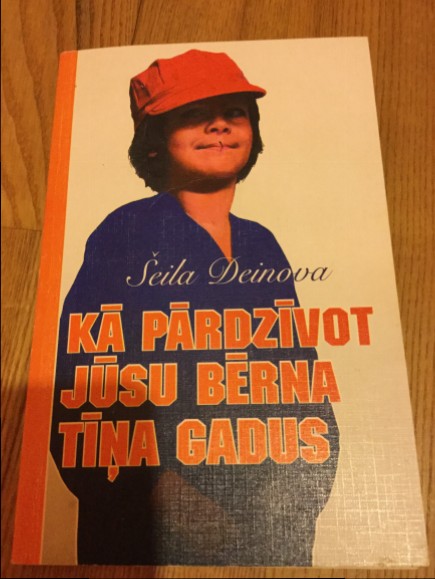 Šeila Deinova
KĀ PĀRDZĪVOT
JŪSU BĒRNA
TĪŅA GADUS